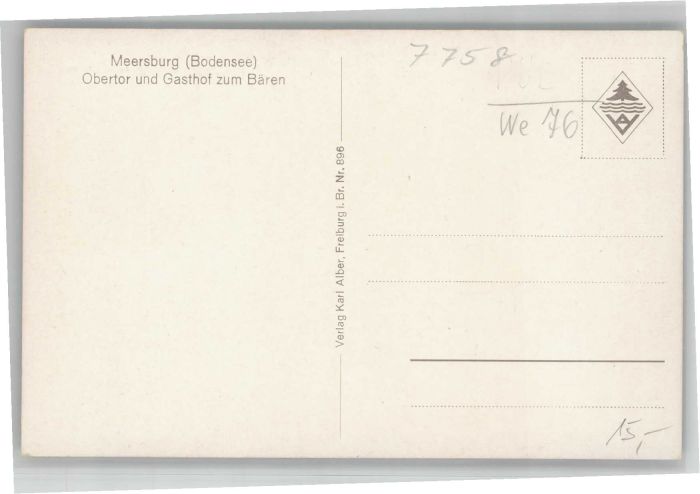 Meersburg (Bodensee)
Obertor und Gasthof zum Bären
Verlag Karl Alber, Freiburg i. Br. Nr. 896
7758
We 76
15,-